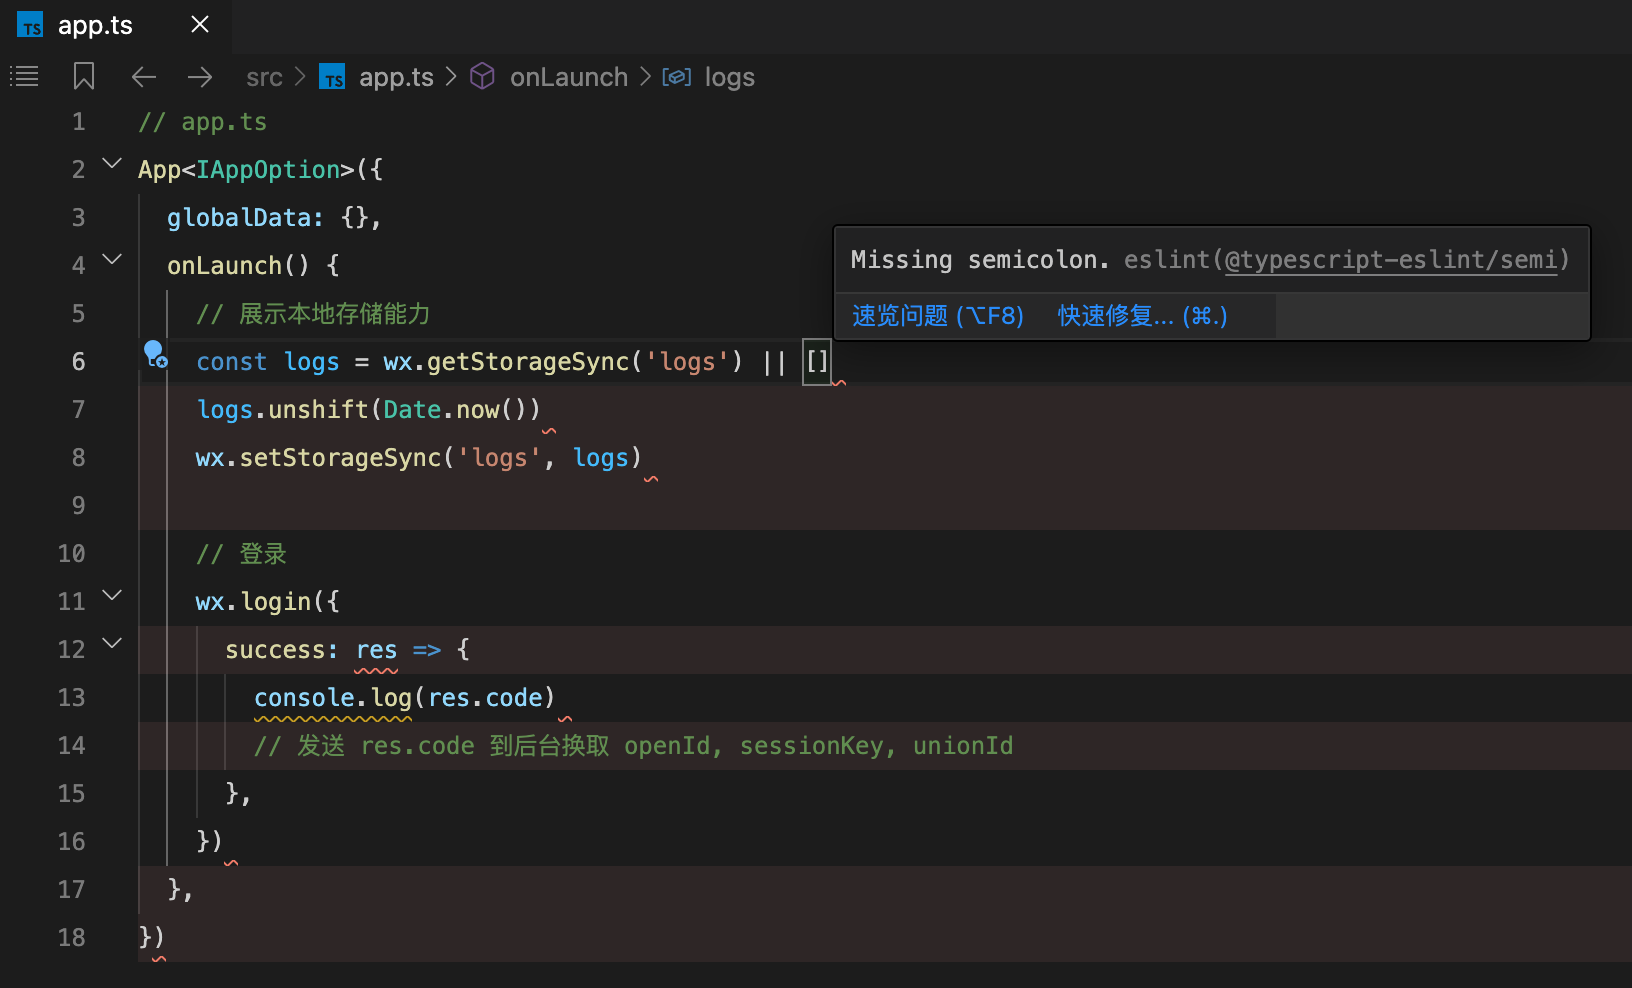 TS app.ts
src > TS app.ts > onLaunch > logs
1 // app.ts
2 App<IAppOption>({
3 globalData: {},
4 onLaunch() {
Missing semicolon. eslint(@typescript-eslint/semi)
速览问题 (⌥F8) 快速修复... (⌘.)
5 // 展示本地存储能力
6 const logs = wx.getStorageSync('logs') || []
7 logs.unshift(Date.now())
8 wx.setStorageSync('logs', logs)
9
10 // 登录
11 wx.login({
12 success: res => {
13 console.log(res.code)
14 // 发送 res.code 到后台换取 openId, sessionKey, unionId
15 },
16 })
17 },
18 })